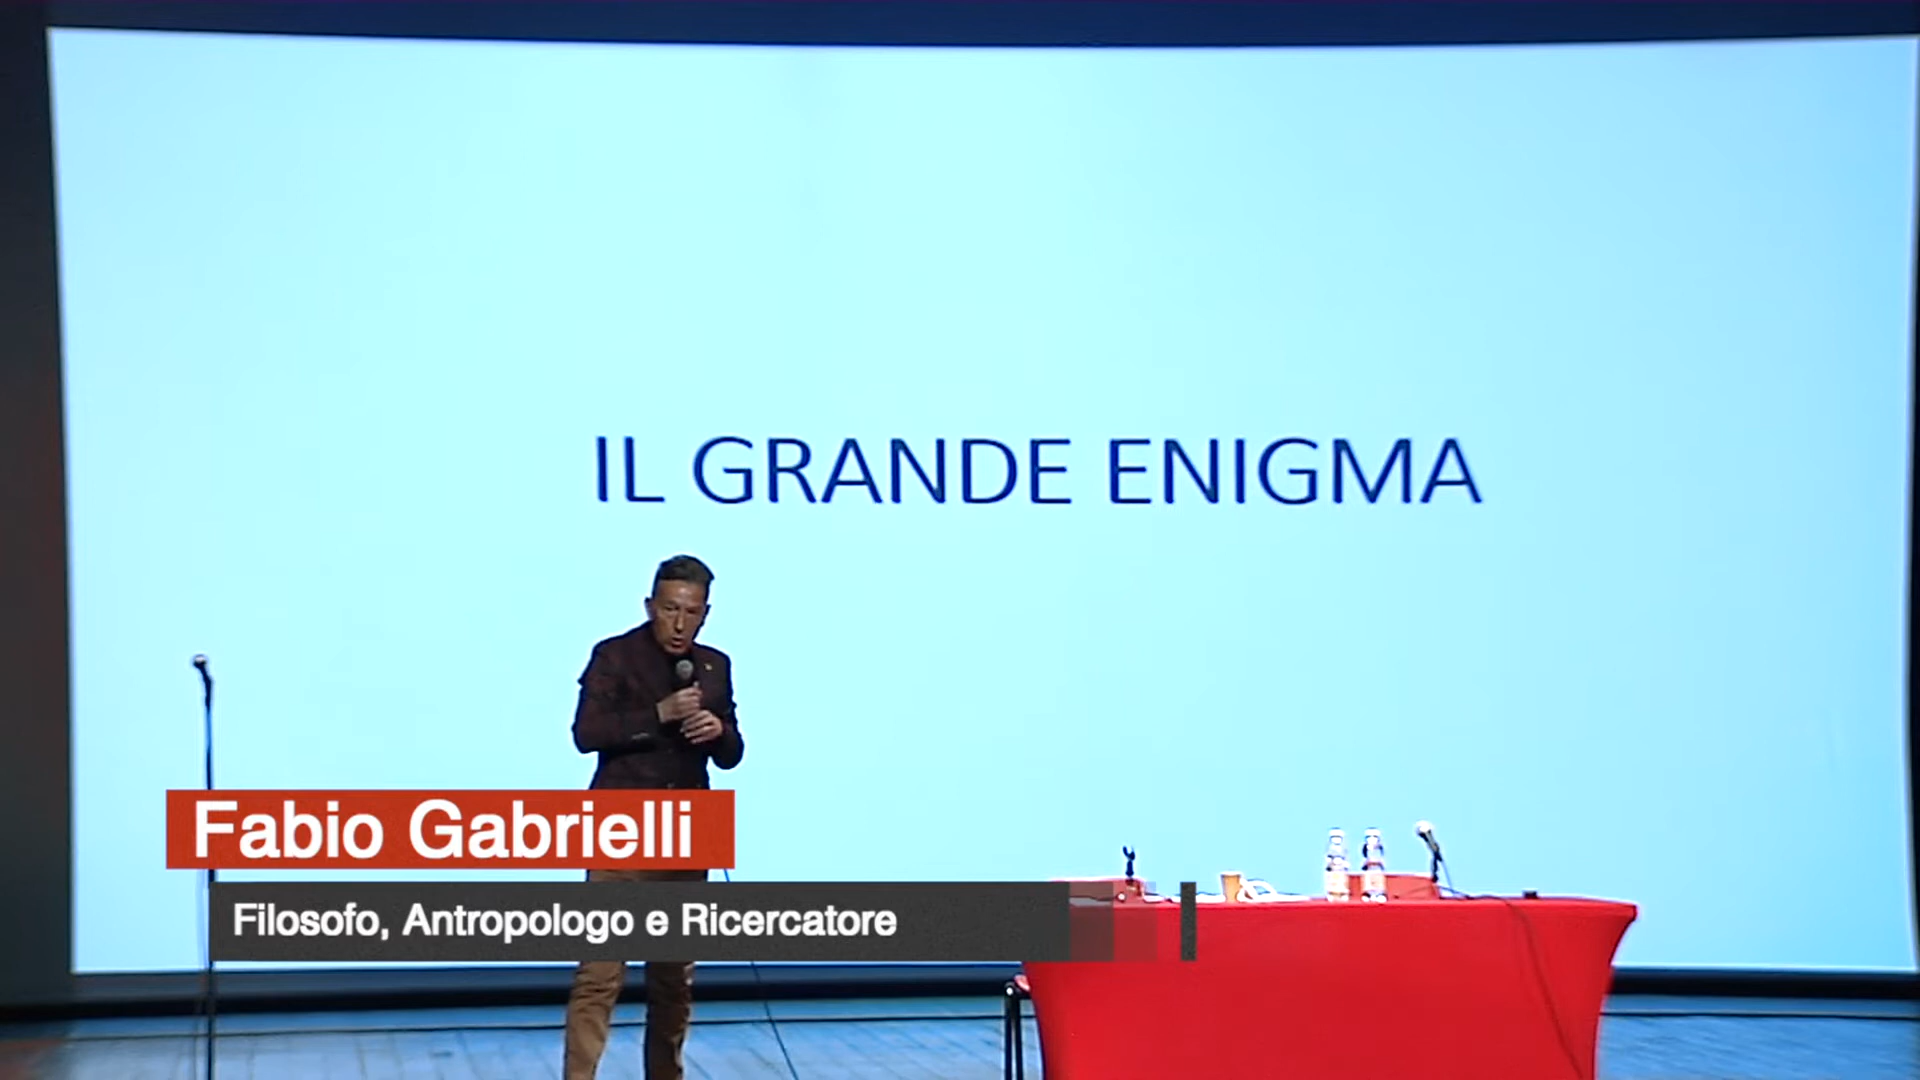 IL GRANDE ENIGMA
Fabio Gabrielli
Filosofo, Antropologo e Ricercatore